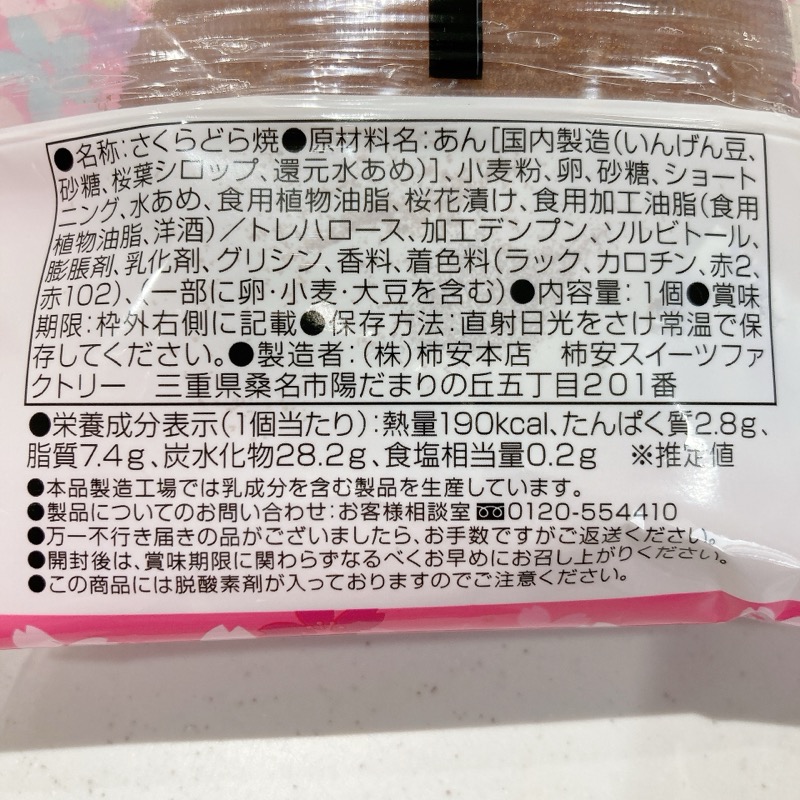 ●名称:さくらどら焼●原材料名:あん[国内製造(いんげん豆、
砂糖、桜葉シロップ、還元水あめ)]、小麦粉、卵、砂糖、ショート
ニング、水あめ、食用植物油脂、桜花漬け、食用加工油脂(食用
植物油脂、洋酒)／トレハロース、加工デンプン、ソルビトール、
膨脹剤、乳化剤、グリシン、香料、着色料(ラック、カロチン、赤2、
赤102)、(一部に卵・小麦・大豆を含む)●内容量:1個●賞味
期限:枠外右側に記載●保存方法:直射日光をさけ常温で保
存してください。●製造者:(株)柿安本店　柿安スイーツファ
クトリー　三重県桑名市陽だまりの丘五丁目201番
●栄養成分表示(1個当たり):熱量190kcal、たんぱく質2.8g、
脂質7.4g、炭水化物28.2g、食塩相当量0.2g　※推定値
●本品製造工場では乳成分を含む製品を生産しています。
●製品についてのお問い合わせ:お客様相談室 0120-554410
●万一不行き届きの品がございましたら、お手数ですがご返送ください。
●開封後は、賞味期限に関わらずなるべくお早めにお召し上がりください。
●この商品には脱酸素剤が入っておりますのでご注意ください。